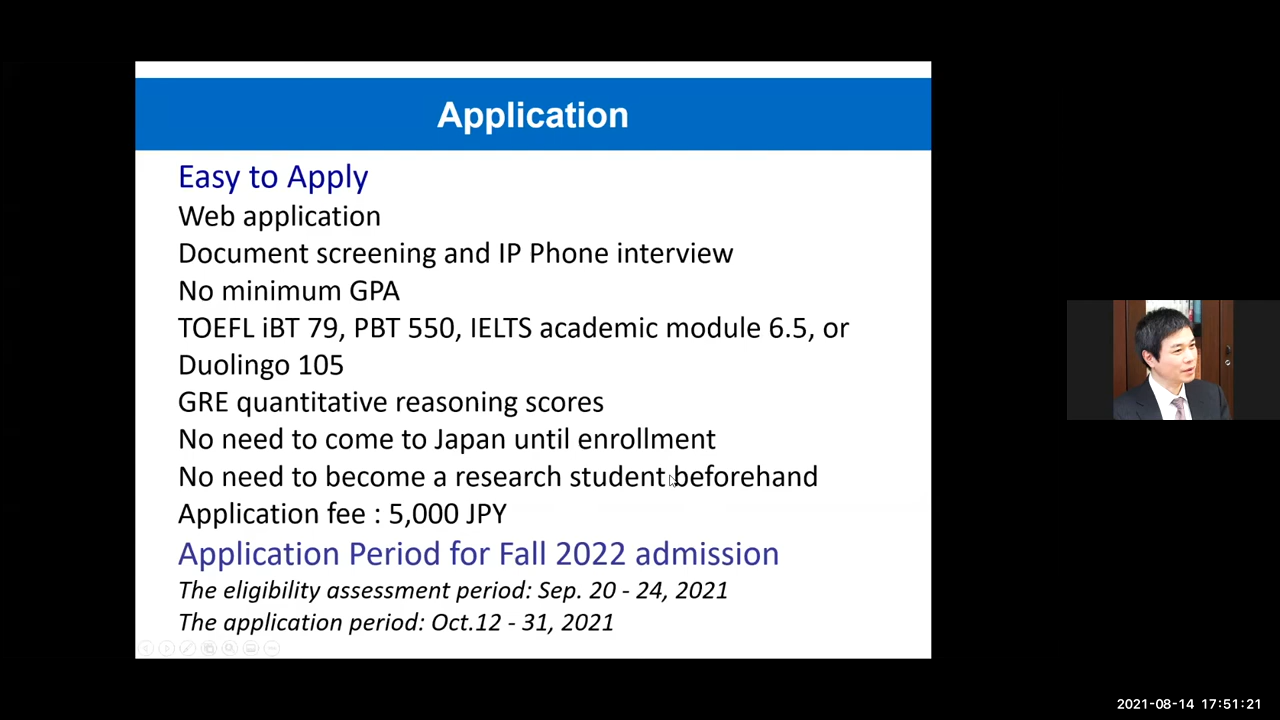 Application
Easy to Apply
Web application
Document screening and IP Phone interview
No minimum GPA
TOEFL iBT 79, PBT 550, IELTS academic module 6.5, or
Duolingo 105
GRE quantitative reasoning scores
No need to come to Japan until enrollment
No need to become a research student beforehand
Application fee : 5,000 JPY
Application Period for Fall 2022 admission
The eligibility assessment period: Sep. 20 - 24, 2021
The application period: Oct.12 - 31, 2021
2021-08-14 17:51:21